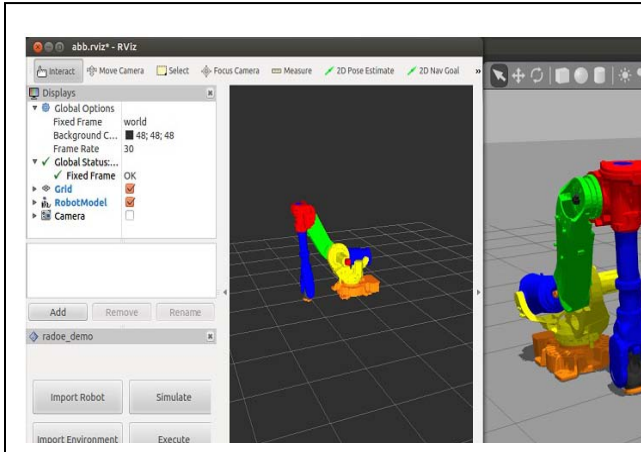 abb.rviz* - RViz
Interact Move Camera Select Focus Camera Measure 2D Pose Estimate 2D Nav Goal »
Displays
Global Options
Fixed Frame world
Background C... 48; 48; 48
Frame Rate 30
Global Status:...
Fixed Frame OK
Grid
RobotModel
Camera
Add Remove Rename
radoe_demo
Import Robot Simulate
Import Environment Execute